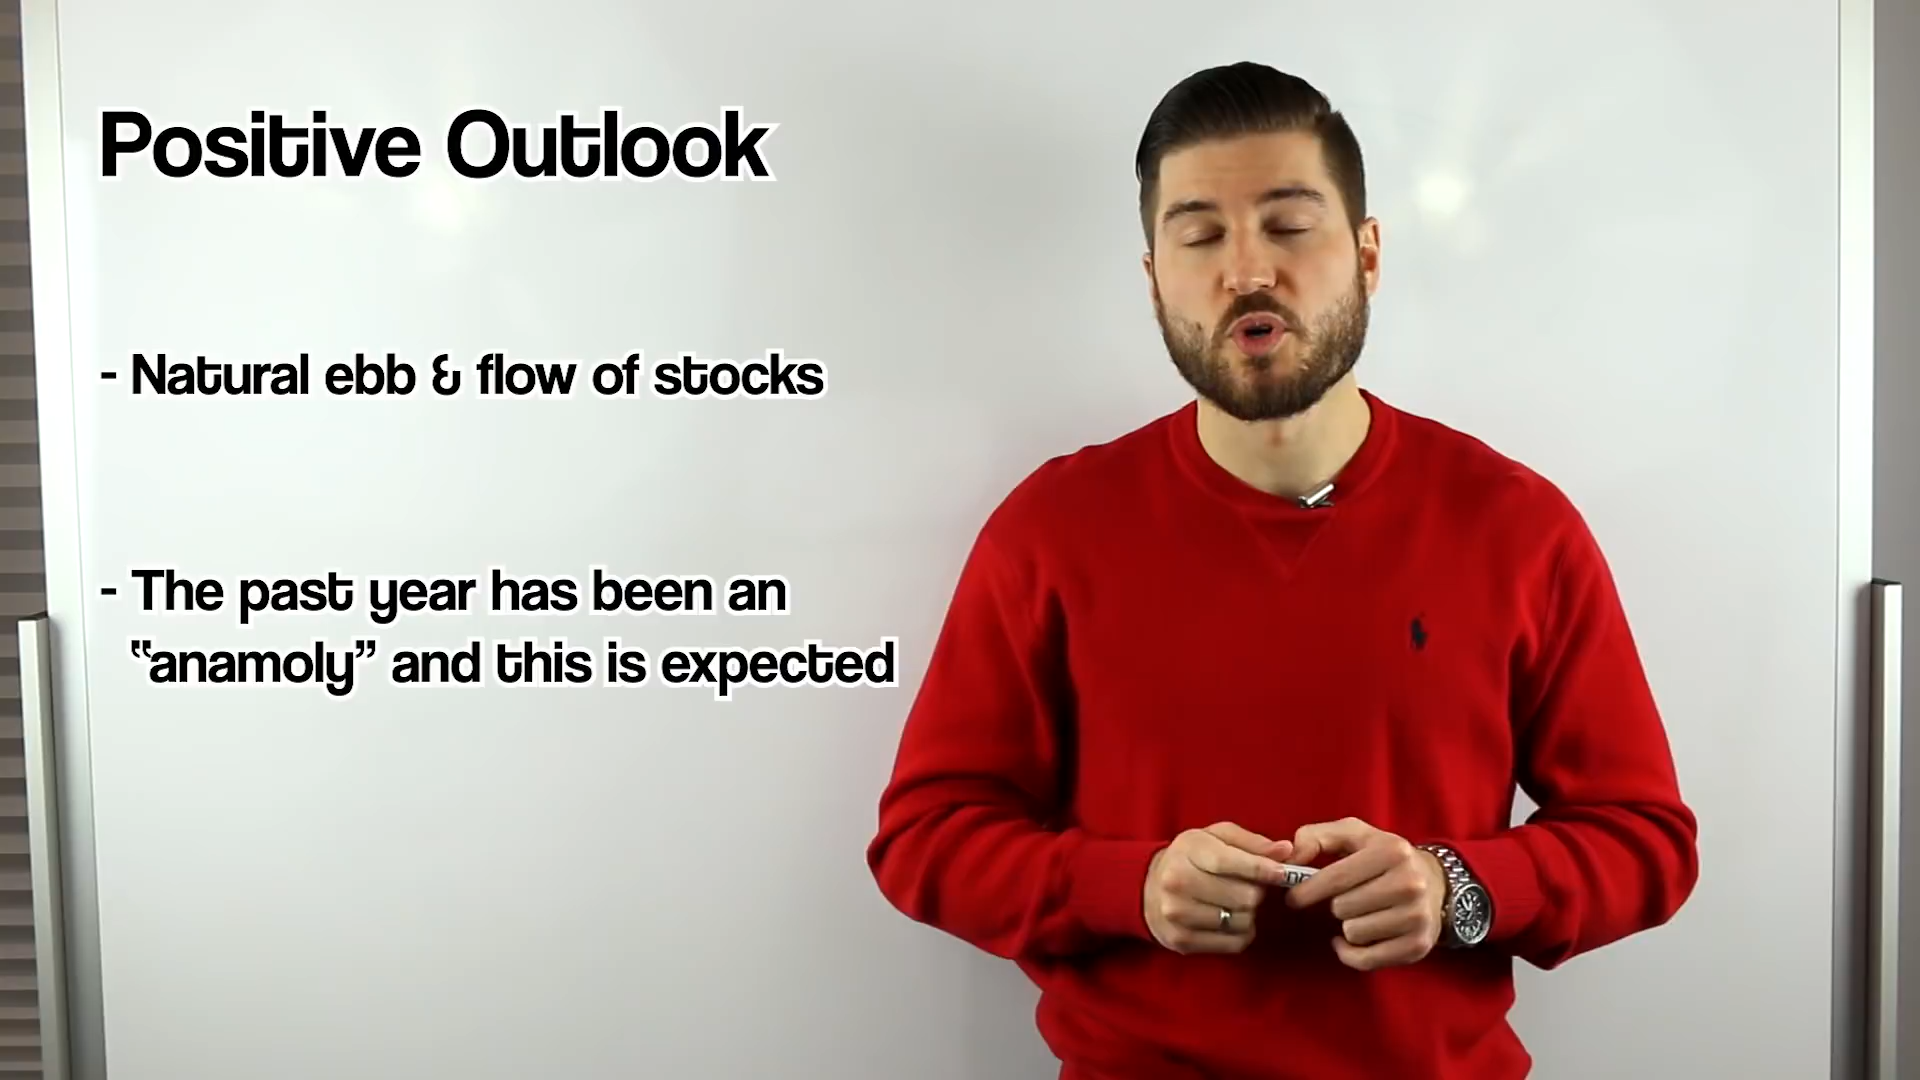 Positive Outlook
- Natural ebb & flow of stocks
- The past year has been an
“anamoly” and this is expected